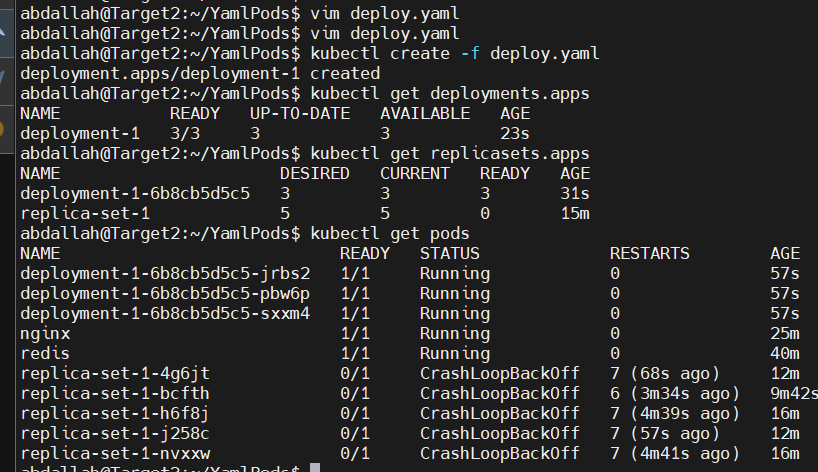 abdallah@Target2:~/YamlPods$ vim deploy.yaml
abdallah@Target2:~/YamlPods$ vim deploy.yaml
abdallah@Target2:~/YamlPods$ kubectl create -f deploy.yaml
deployment.apps/deployment-1 created
abdallah@Target2:~/YamlPods$ kubectl get deployments.apps
NAME READY UP-TO-DATE AVAILABLE AGE
deployment-1 3/3 3 3 23s
abdallah@Target2:~/YamlPods$ kubectl get replicasets.apps
NAME DESIRED CURRENT READY AGE
deployment-1-6b8cb5d5c5 3 3 3 31s
replica-set-1 5 5 0 15m
abdallah@Target2:~/YamlPods$ kubectl get pods
NAME READY STATUS RESTARTS AGE
deployment-1-6b8cb5d5c5-jrbs2 1/1 Running 0 57s
deployment-1-6b8cb5d5c5-pbw6p 1/1 Running 0 57s
deployment-1-6b8cb5d5c5-sxxm4 1/1 Running 0 57s
nginx 1/1 Running 0 25m
redis 1/1 Running 0 40m
replica-set-1-4g6jt 0/1 CrashLoopBackOff 7 (68s ago) 12m
replica-set-1-bcfth 0/1 CrashLoopBackOff 6 (3m34s ago) 9m42s
replica-set-1-h6f8j 0/1 CrashLoopBackOff 7 (4m39s ago) 16m
replica-set-1-j258c 0/1 CrashLoopBackOff 7 (57s ago) 12m
replica-set-1-nvxxw 0/1 CrashLoopBackOff 7 (4m41s ago) 16m
abdallah@Target2:~/YamlPods$